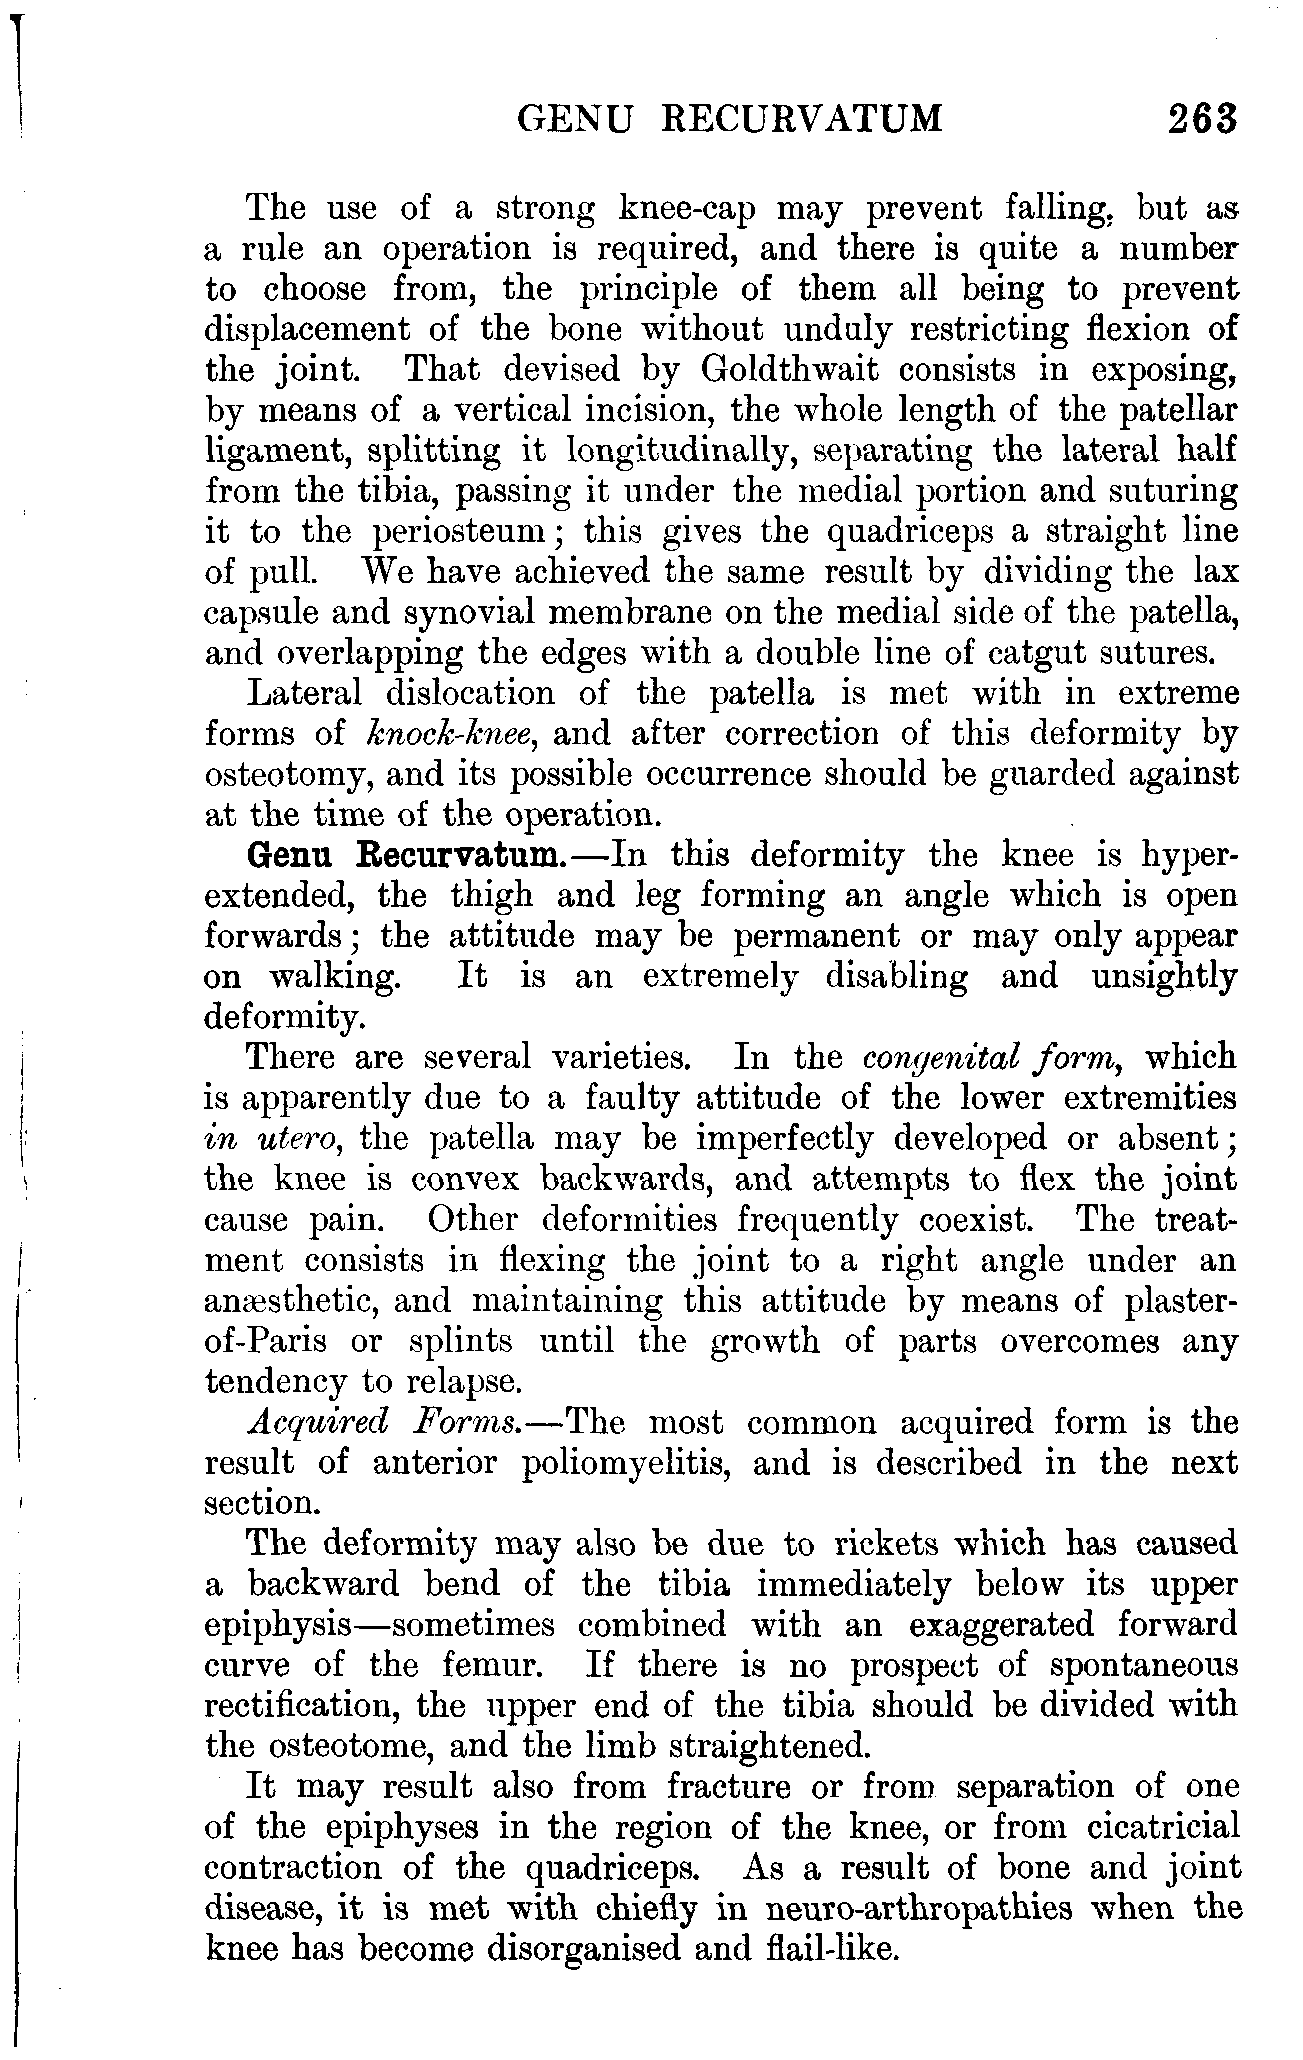 GENU RECURVATUM 263
The use of a strong knee-cap may prevent falling, but as
a rule an operation is required, and there is quite a number
to choose from, the principle of them all being to prevent
displacement of the bone without unduly restricting flexion of
the joint. That devised by Goldthwait consists in exposing,
by means of a vertical incision, the whole length of the patellar
ligament, splitting it longitudinally, separating the lateral half
from the tibia, passing it under the medial portion and suturing
it to the periosteum; this gives the quadriceps a straight line
of pull. We have achieved the same result by dividing the lax
capsule and synovial membrane on the medial side of the patella,
and overlapping the edges with a double line of catgut sutures.
Lateral dislocation of the patella is met with in extreme
forms of knock-knee, and after correction of this deformity by
osteotomy, and its possible occurrence should be guarded against
at the time of the operation.
Genu Recurvatum.—In this deformity the knee is hyper-
extended, the thigh and leg forming an angle which is open
forwards; the attitude may be permanent or may only appear
on walking. It is an extremely disabling and unsightly
deformity.
There are several varieties. In the congenital form, which
is apparently due to a faulty attitude of the lower extremities
in utero, the patella may be imperfectly developed or absent;
the knee is convex backwards, and attempts to flex the joint
cause pain. Other deformities frequently coexist. The treat-
ment consists in flexing the joint to a right angle under an
anæsthetic, and maintaining this attitude by means of plaster-
of-Paris or splints until the growth of parts overcomes any
tendency to relapse.
Acquired Forms.—The most common acquired form is the
result of anterior poliomyelitis, and is described in the next
section.
The deformity may also be due to rickets which has caused
a backward bend of the tibia immediately below its upper
epiphysis—sometimes combined with an exaggerated forward
curve of the femur. If there is no prospect of spontaneous
rectification, the upper end of the tibia should be divided with
the osteotome, and the limb straightened.
It may result also from fracture or from separation of one
of the epiphyses in the region of the knee, or from cicatricial
contraction of the quadriceps. As a result of bone and joint
disease, it is met with chiefly in neuro-arthropathies when the
knee has become disorganised and flail-like.